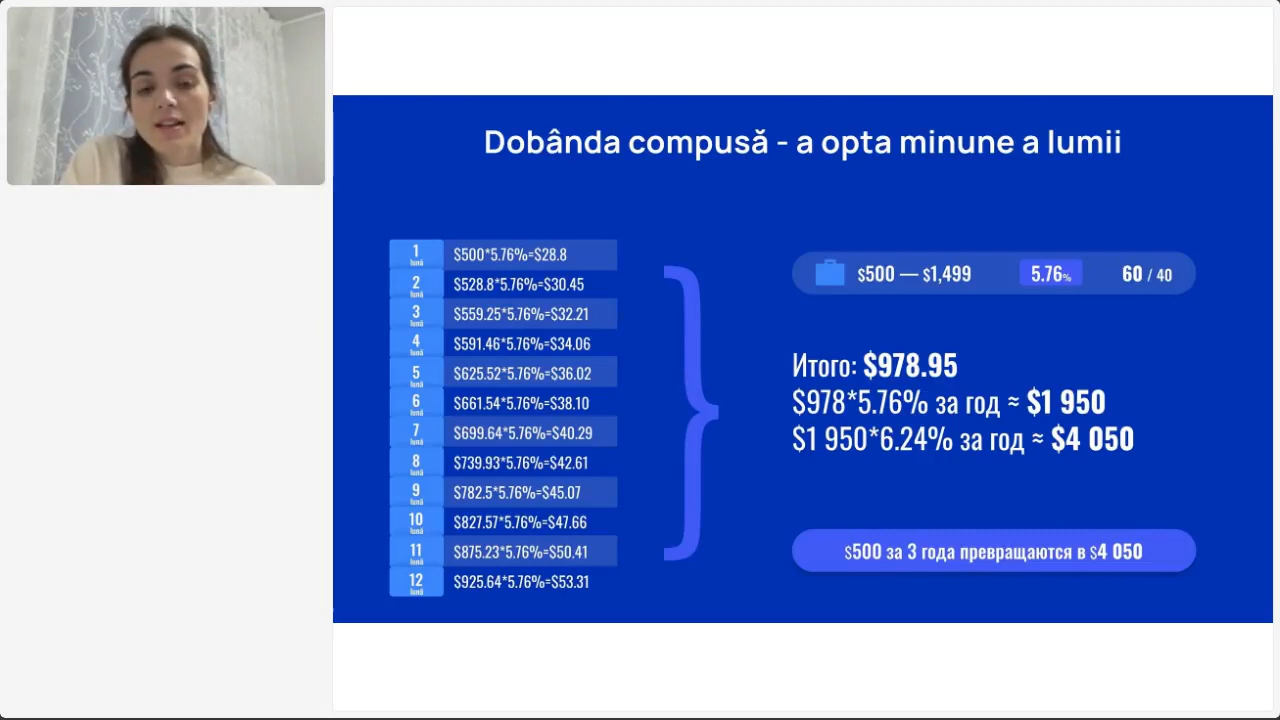 Dobânda compusă - a opta minune a lumii
1
lună
$500*5.76%=$28.8
2
lună
$528.8*5.76%=$30.45
3
lună
$559.25*5.76%=$32.21
4
lună
$591.46*5.76%=$34.06
5
lună
$625.52*5.76%=$36.02
6
lună
$661.54*5.76%=$38.10
7
lună
$699.64*5.76%=$40.29
8
lună
$739.93*5.76%=$42.61
9
lună
$782.5*5.76%=$45.07
10
lună
$827.57*5.76%=$47.66
11
lună
$875.23*5.76%=$50.41
12
lună
$925.64*5.76%=$53.31
$500 — $1,499 5.76% 60 / 40
Итого: $978.95
$978*5.76% за год ≈ $1 950
$1 950*6.24% за год ≈ $4 050
$500 за 3 года превращаются в $4 050